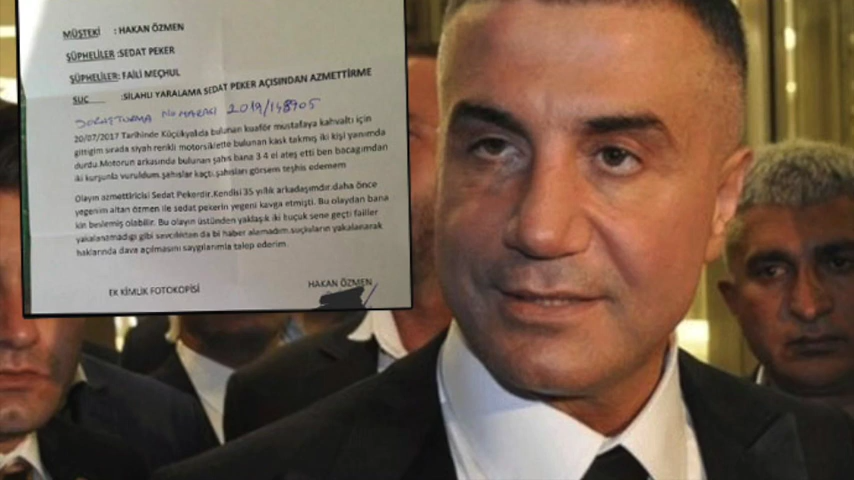 MÜŞTEKİ : HAKAN ÖZMEN
ŞÜPHELİLER :SEDAT PEKER
ŞÜPHELİLER: FAİLİ MEÇHUL
SUÇ :SİLAHLI YARALAMA SEDAT PEKER AÇISINDAN AZMETTİRME
SORUŞTURMA NUMARASI 2019/148705
20/07/2017 Tarihinde Küçükyalıda bulunan kuaför mustafaya kahvaltı için
gittigim sırada siyah renkli motorsiklette bulunan kask takmış iki kişi yanımda
durdu.Motorun arkasında bulunan şahıs bana 3-4 el ateş etti ben bacagımdan
iki kurşunla vuruldum.şahıslar kaçtı.şahısları görsem teşhis edemem
Olayın azmettiricisi Sedat Pekerdir.Kendisi 35 yıllık arkadaşımdır.daha önce
yegenim altan özmen ile sedat pekerin yegeni kavga etmişti. Bu olaydan bana
kin beslemiş olabilir. Bu olayın üstünden yaklaşık iki buçuk sene geçti failler
yakalanamadıgı gibi savcılıktan da bi haber alamadım.suçluların yakalanarak
haklarında dava açılmasını saygılarımla talep ederim.
EK KİMLİK FOTOKOPİSİ HAKAN ÖZMEN